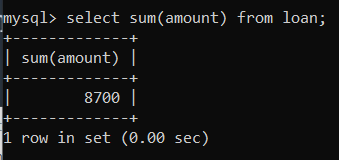 mysql> select sum(amount) from loan;
+-------------+
| sum(amount) |
+-------------+
|        8700 |
+-------------+
1 row in set (0.00 sec)